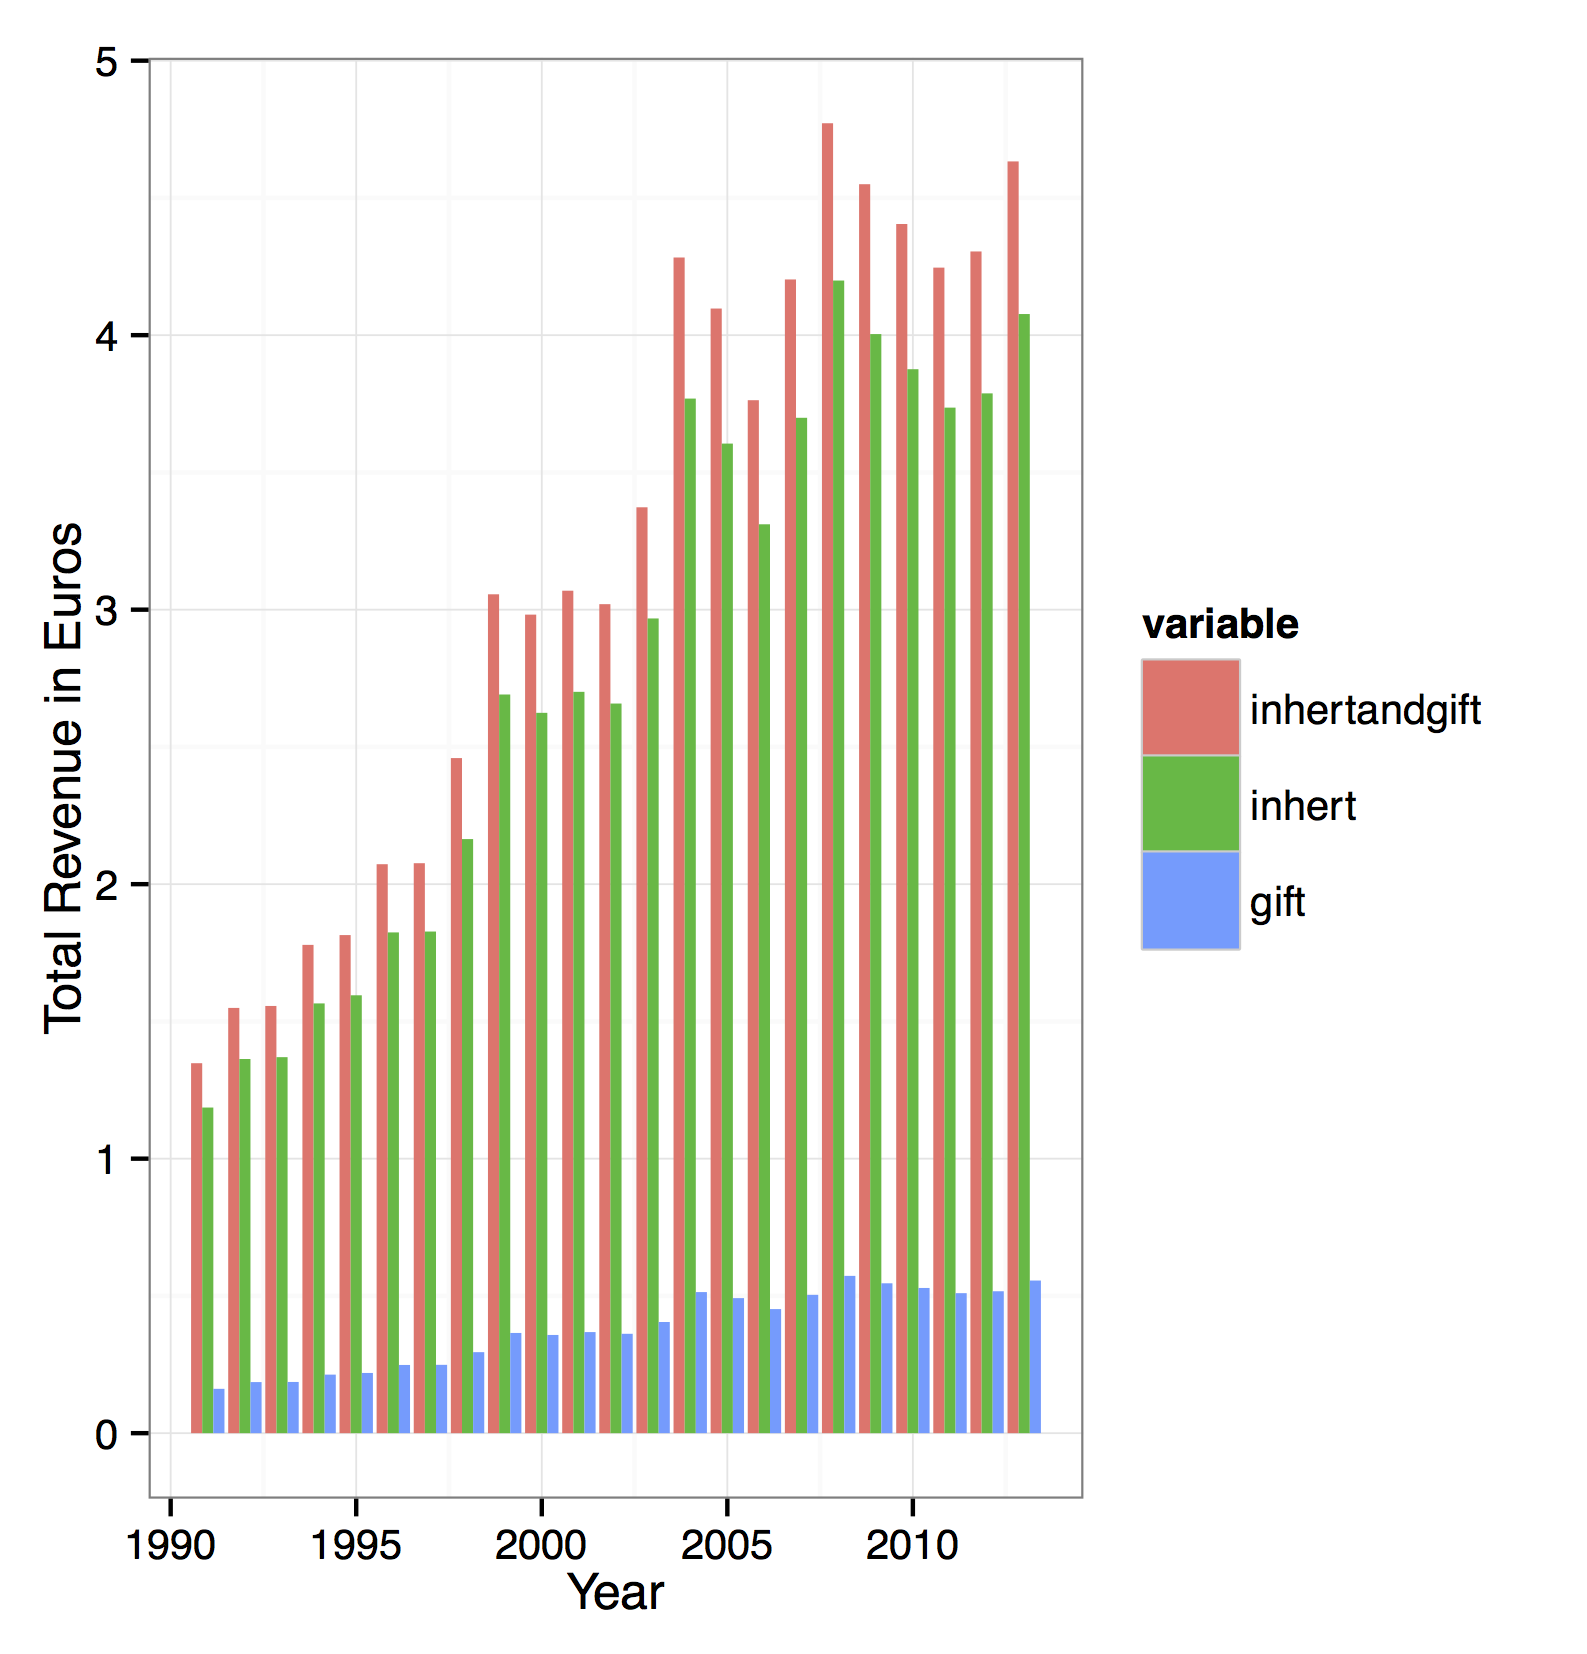 Total Revenue in Euros
5
4
3
2
1
0
1990 1995 2000 2005 2010
Year
variable
inhertandgift
inhert
gift